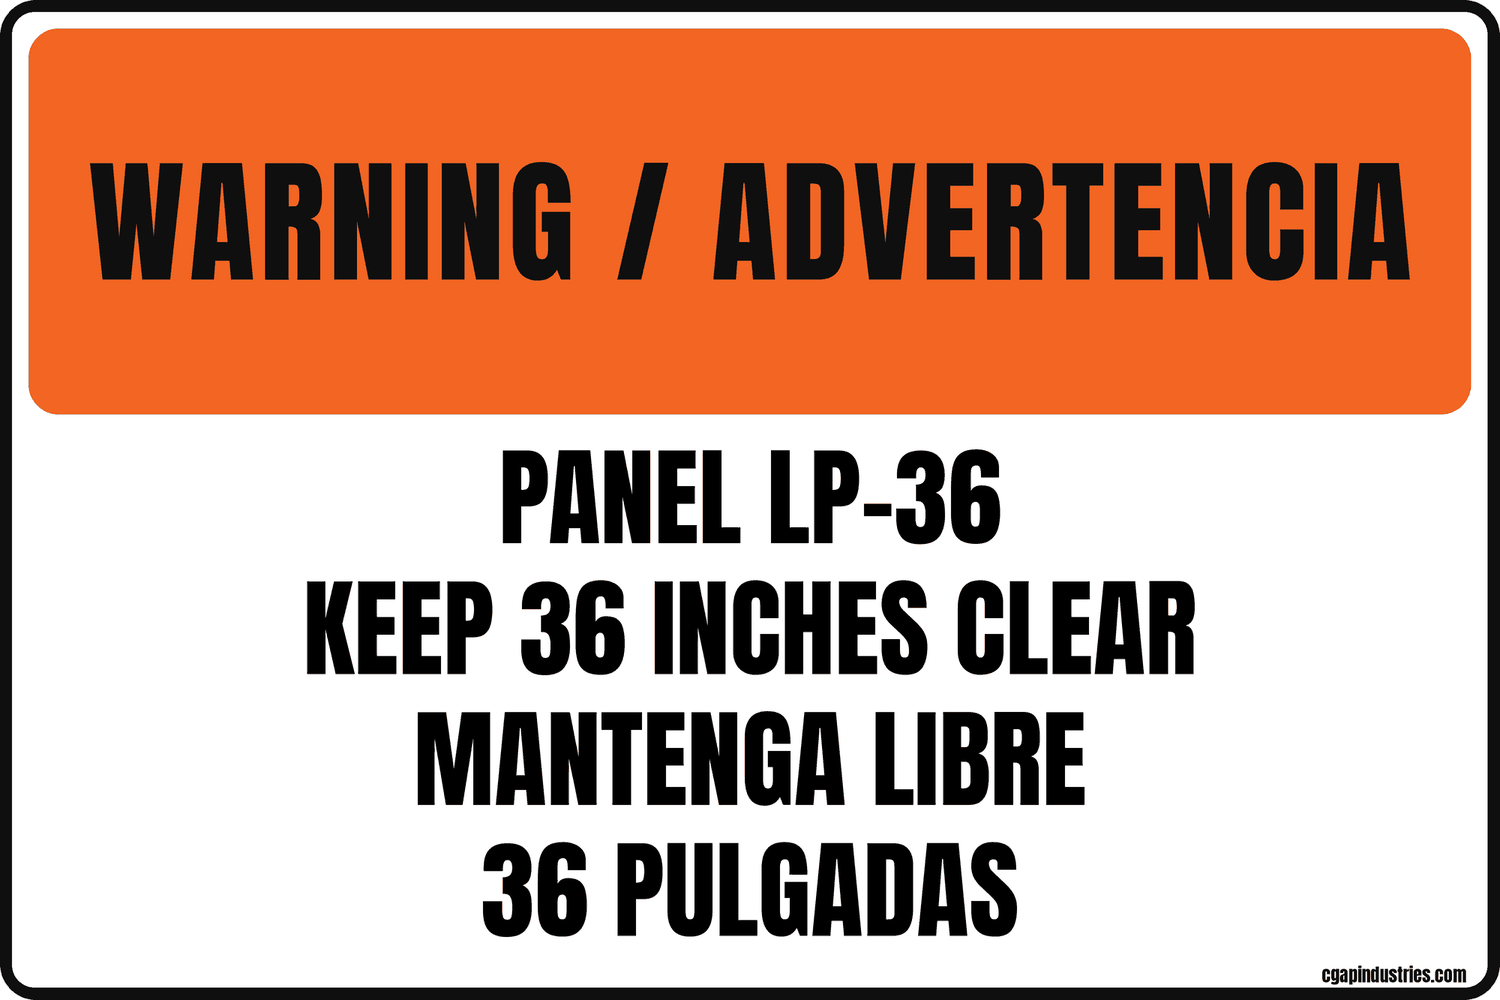 WARNING / ADVERTENCIA
PANEL LP-36
KEEP 36 INCHES CLEAR
MANTENGA LIBRE
36 PULGADAS
cgapindustries.com